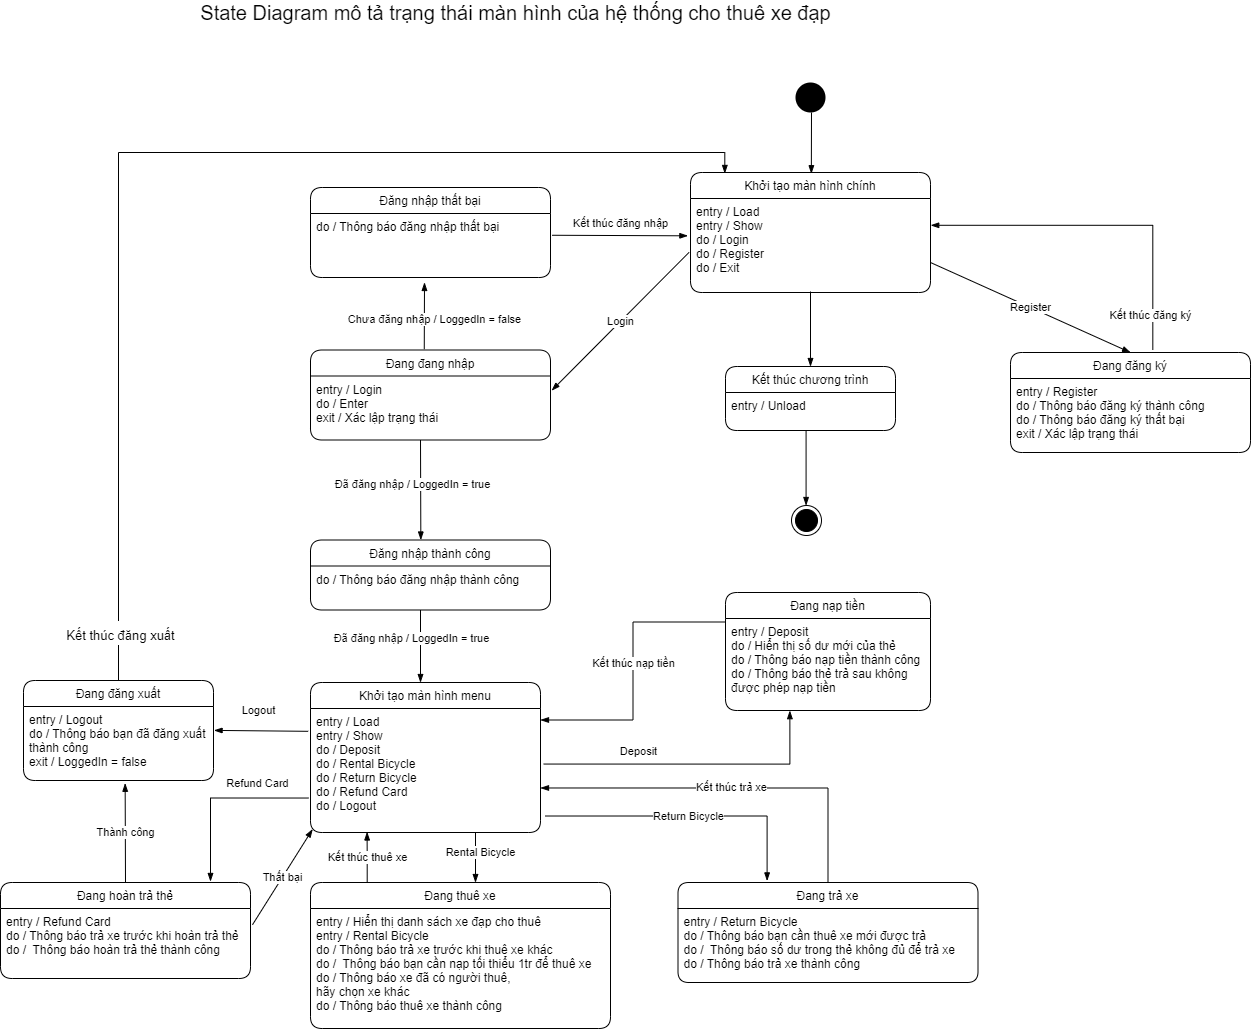 State Diagram mô tả trạng thái màn hình của hệ thống cho thuê xe đạp
Khởi tạo màn hình chính
entry / Load
entry / Show
do / Login
do / Register
do / Exit
Đăng nhập thất bại
do / Thông báo đăng nhập thất bại
Kết thúc đăng nhập
Chưa đăng nhập / LoggedIn = false
Login
Register
Kết thúc đăng ký
Đang đang nhập
entry / Login
do / Enter
exit / Xác lập trạng thái
Kết thúc chương trình
entry / Unload
Đang đăng ký
entry / Register
do / Thông báo đăng ký thành công
do / Thông báo đăng ký thất bại
exit / Xác lập trạng thái
Đã đăng nhập / LoggedIn = true
Đăng nhập thành công
do / Thông báo đăng nhập thành công
Đã đăng nhập / LoggedIn = true
Kết thúc đăng xuất
Đang nạp tiền
entry / Deposit
do / Hiển thị số dư mới của thẻ
do / Thông báo nạp tiền thành công
do / Thông báo thẻ trả sau không
được phép nạp tiền
Kết thúc nạp tiền
Đang đăng xuất
entry / Logout
do / Thông báo bạn đã đăng xuất
thành công
exit / LoggedIn = false
Logout
Khởi tạo màn hình menu
entry / Load
entry / Show
do / Deposit
do / Rental Bicycle
do / Return Bicycle
do / Refund Card
do / Logout
Deposit
Refund Card
Kết thúc trả xe
Return Bicycle
Thành công
Thất bại
Kết thúc thuê xe
Rental Bicycle
Đang hoàn trả thẻ
entry / Refund Card
do / Thông báo trả xe trước khi hoàn trả thẻ
do /  Thông báo hoàn trả thẻ thành công
Đang thuê xe
entry / Hiển thị danh sách xe đạp cho thuê
entry / Rental Bicycle
do / Thông báo trả xe trước khi thuê xe khác
do /  Thông báo bạn cần nạp tối thiểu 1tr để thuê xe
do / Thông báo xe đã có người thuê,
hãy chọn xe khác
do / Thông báo thuê xe thành công
Đang trả xe
entry / Return Bicycle
do / Thông báo bạn cần thuê xe mới được trả
do /  Thông báo số dư trong thẻ không đủ để trả xe
do / Thông báo trả xe thành công